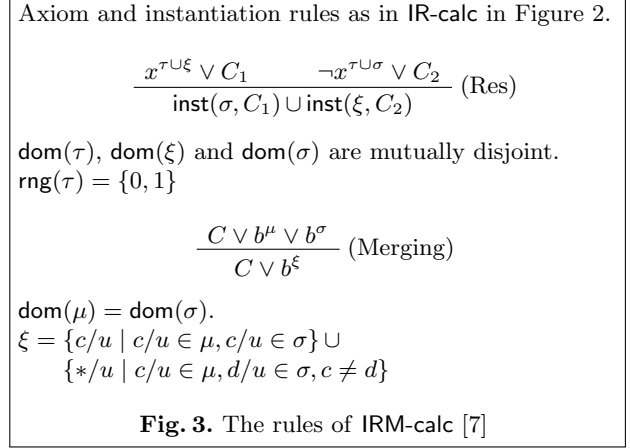 Axiom and instantiation rules as in IR-calc in Figure 2.
x^{τ∪ξ} ∨ C_1        ¬x^{τ∪σ} ∨ C_2
(Res)
inst(σ, C_1) ∪ inst(ξ, C_2)
dom(τ), dom(ξ) and dom(σ) are mutually disjoint.
rng(τ) = {0, 1}
C ∨ b^μ ∨ b^σ
(Merging)
C ∨ b^ξ
dom(μ) = dom(σ).
ξ = {c/u | c/u ∈ μ, c/u ∈ σ} ∪
{∗/u | c/u ∈ μ, d/u ∈ σ, c ≠ d}
Fig. 3. The rules of IRM-calc [7]